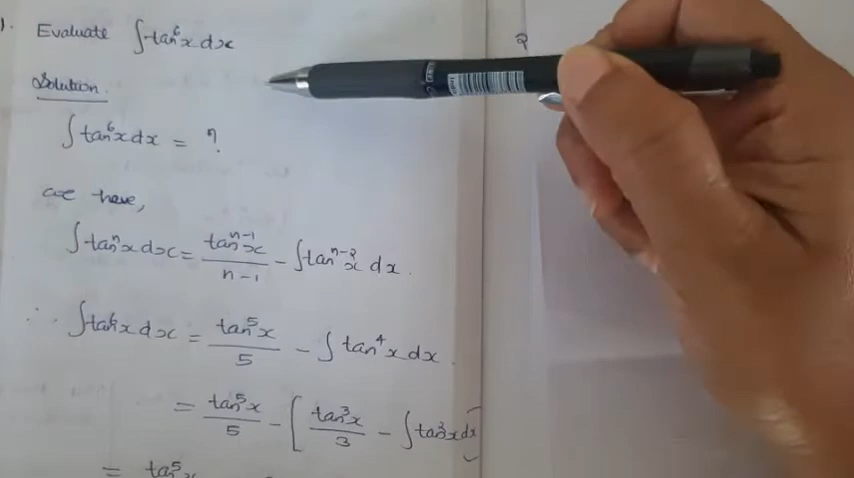 1. Evaluate ∫tan⁶x dx
Solution.
∫tan⁶x dx = ?
we have,
∫tanⁿx dx = tanⁿ⁻¹x / n-1 - ∫tanⁿ⁻²x dx.
∴ ∫tan⁶x dx = tan⁵x / 5 - ∫tan⁴x dx.
= tan⁵x / 5 - [tan³x / 3 - ∫tan²x dx]
= tan⁵x